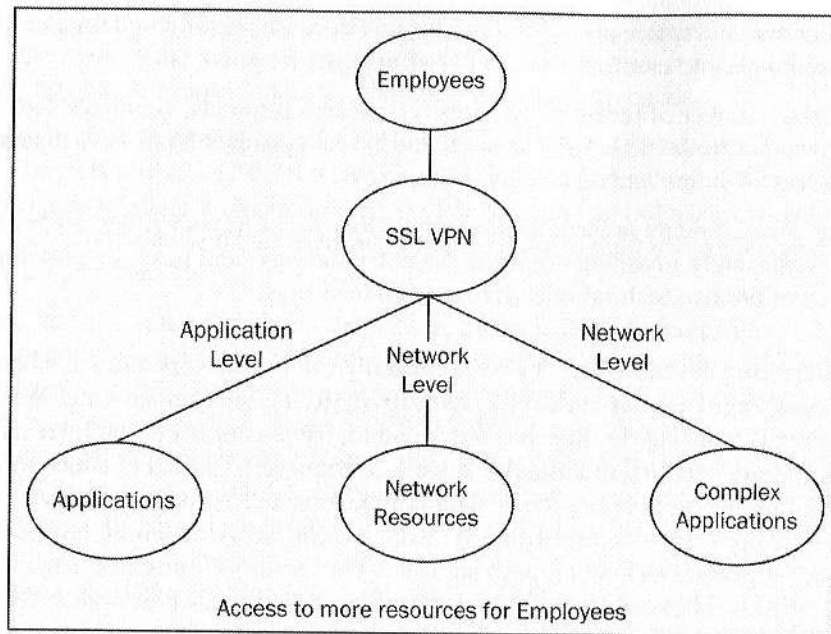 Employees
SSL VPN
Application
Level
Network
Level
Network
Level
Applications
Network
Resources
Complex
Applications
Access to more resources for Employees